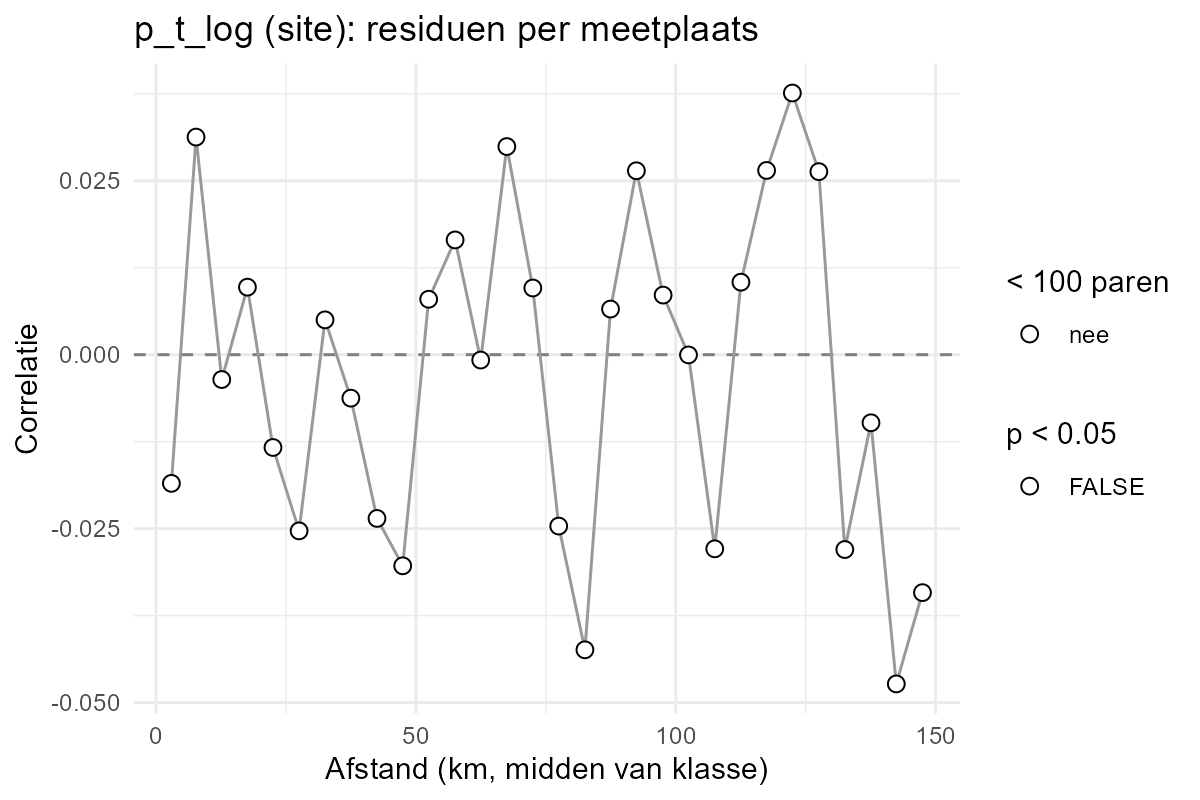 p_t_log (site): residuen per meetplaats
Correlatie
0.025
0.000
-0.025
-0.050
0
50
100
150
Afstand (km, midden van klasse)
< 100 paren
nee
p < 0.05
FALSE